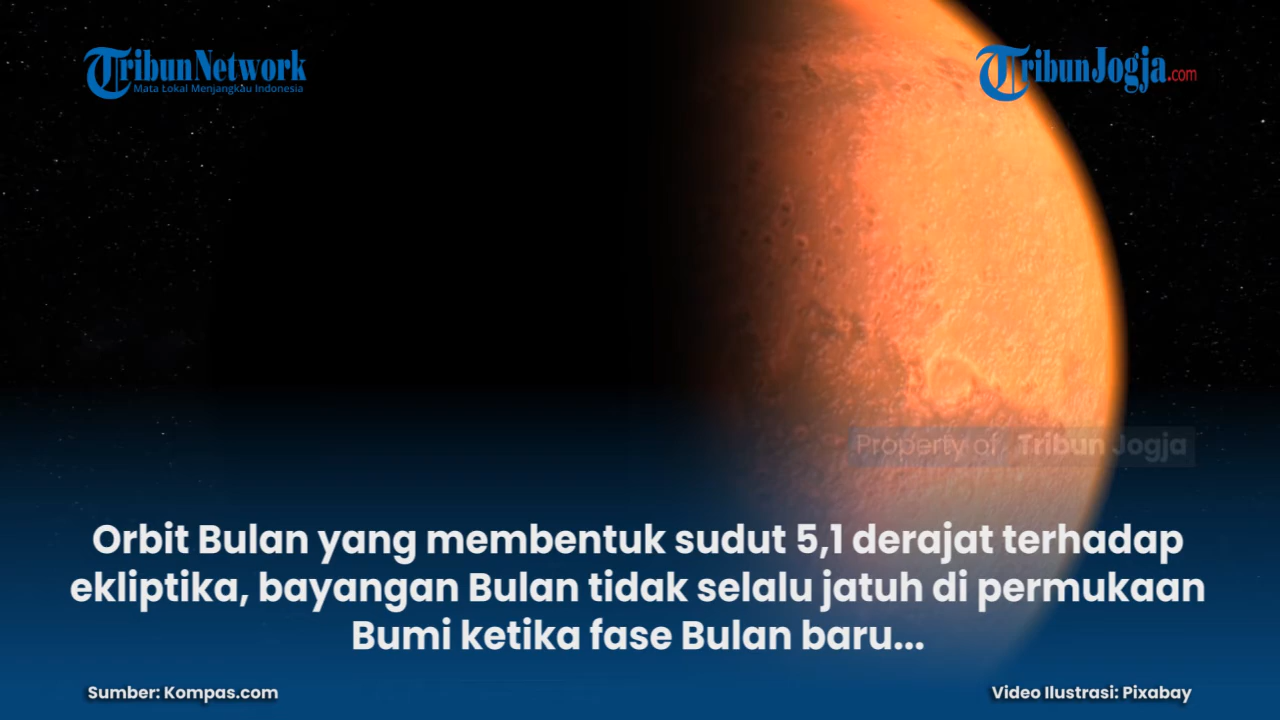 TribunNetwork
Mata Lokal Menjangkau Indonesia
TribunJogja.com
Property of Tribun Jogja
Orbit Bulan yang membentuk sudut 5,1 derajat terhadap
ekliptika, bayangan Bulan tidak selalu jatuh di permukaan
Bumi ketika fase Bulan baru...
Sumber: Kompas.com
Video Ilustrasi: Pixabay